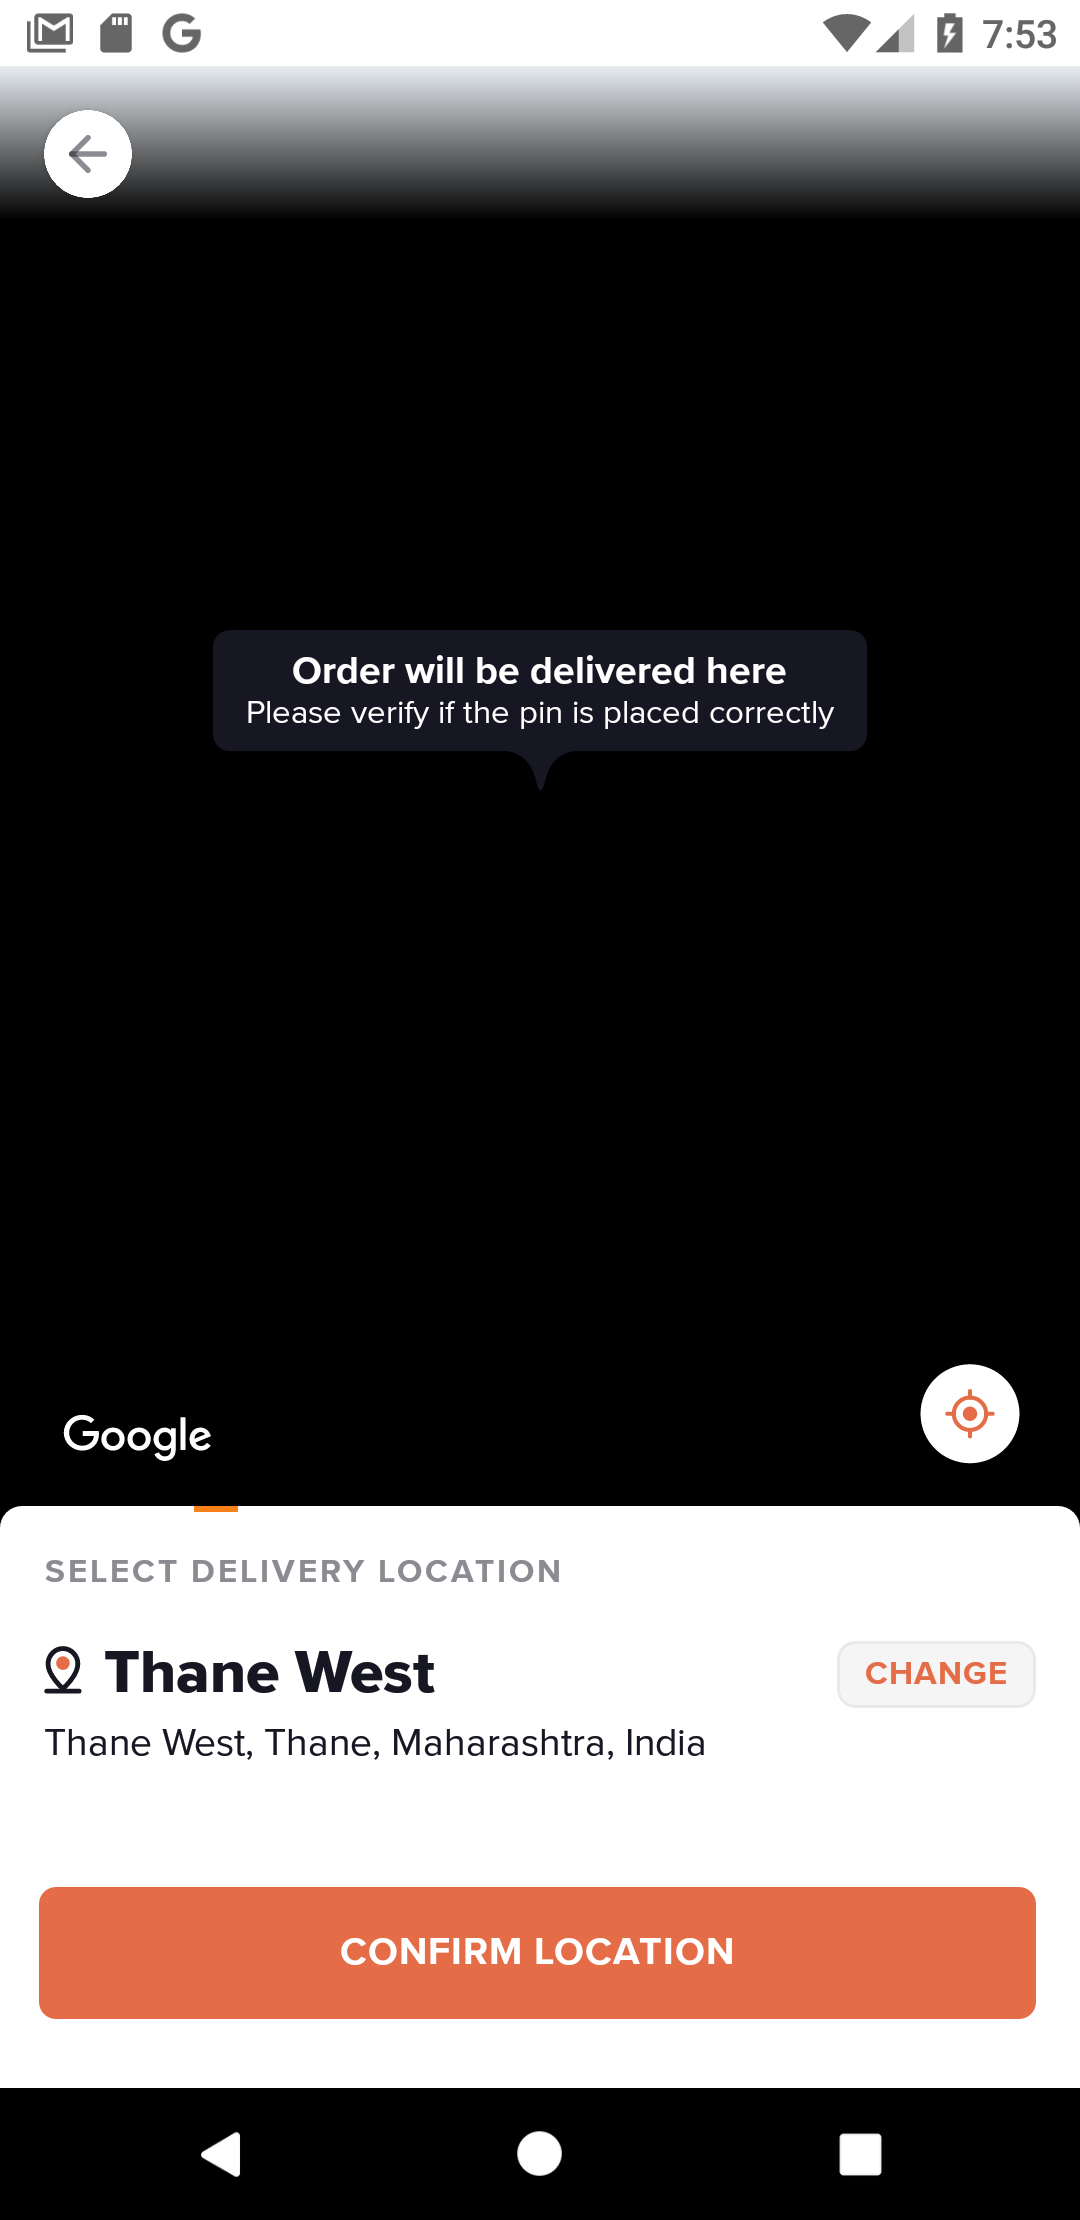 7:53
Order will be delivered here
Please verify if the pin is placed correctly
Google
SELECT DELIVERY LOCATION
Thane West
CHANGE
Thane West, Thane, Maharashtra, India
CONFIRM LOCATION